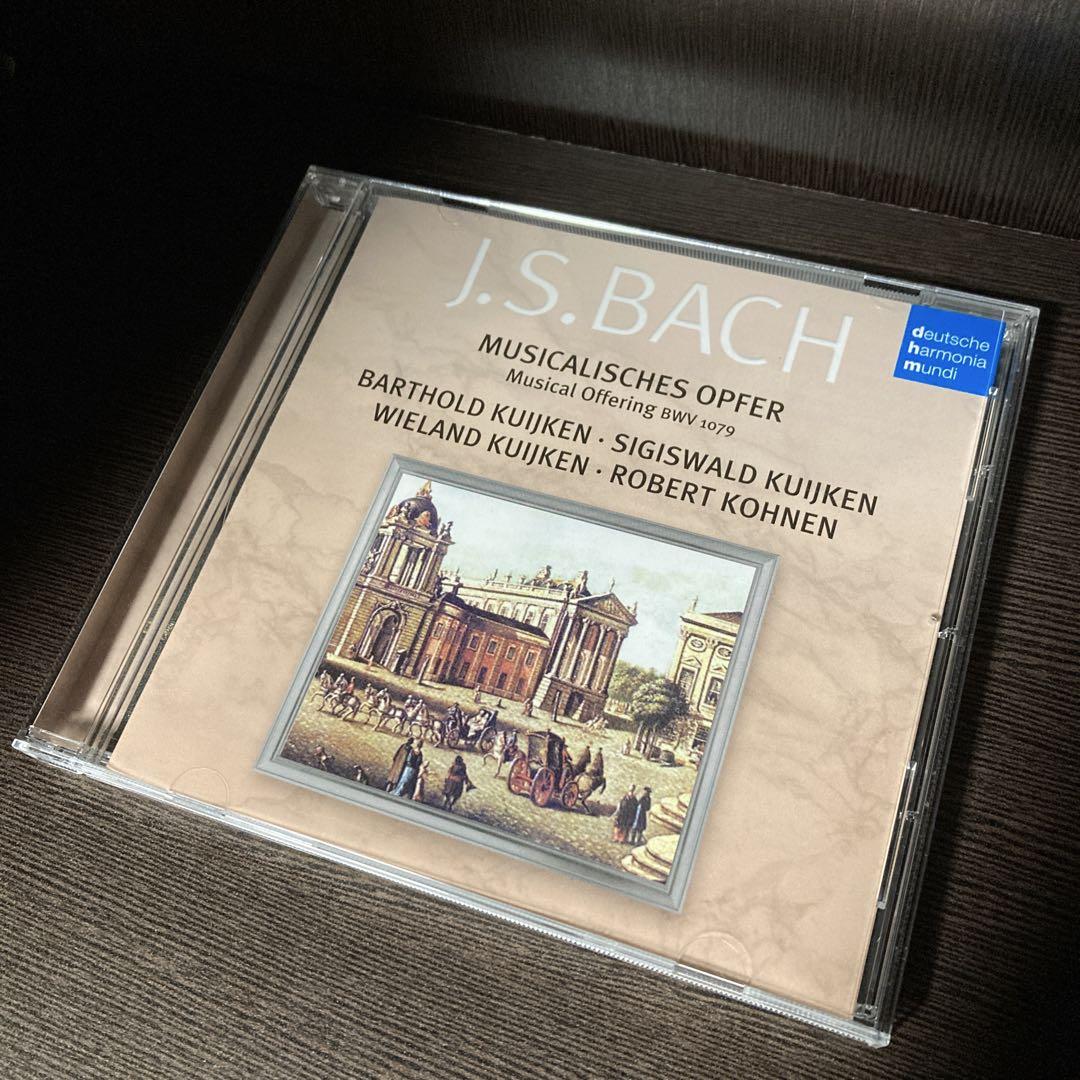 J.S.BACH
deutsche
harmonia
mundi
MUSICALISCHES OPFER
Musical Offering BWV 1079
BARTHOLD KUIJKEN · SIGISWALD KUIJKEN
WIELAND KUIJKEN · ROBERT KOHNEN